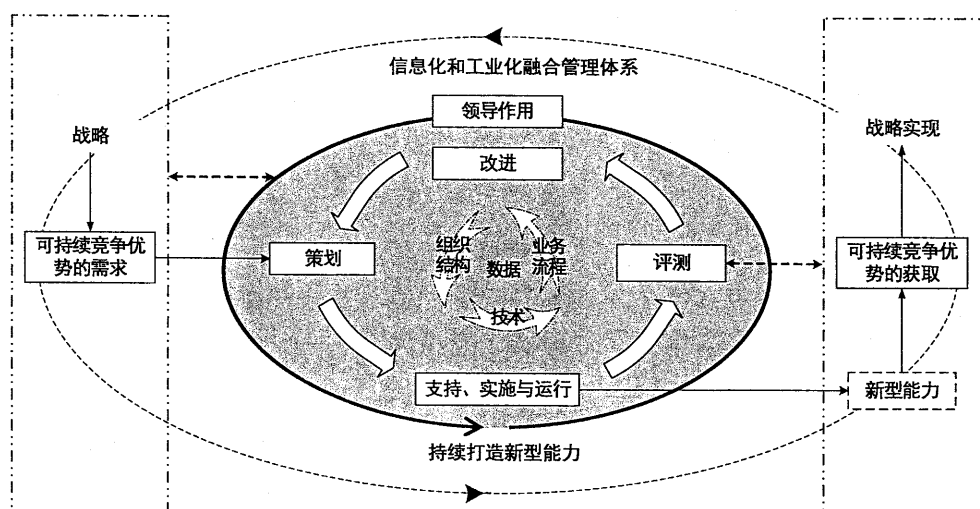 信息化和工业化融合管理体系
领导作用
改进
战略
战略实现
可持续竞争优
势的需求
策划
组织
结构
数据
业务
流程
技术
评测
可持续竞争优
势的获取
支持、实施与运行
新型能力
持续打造新型能力